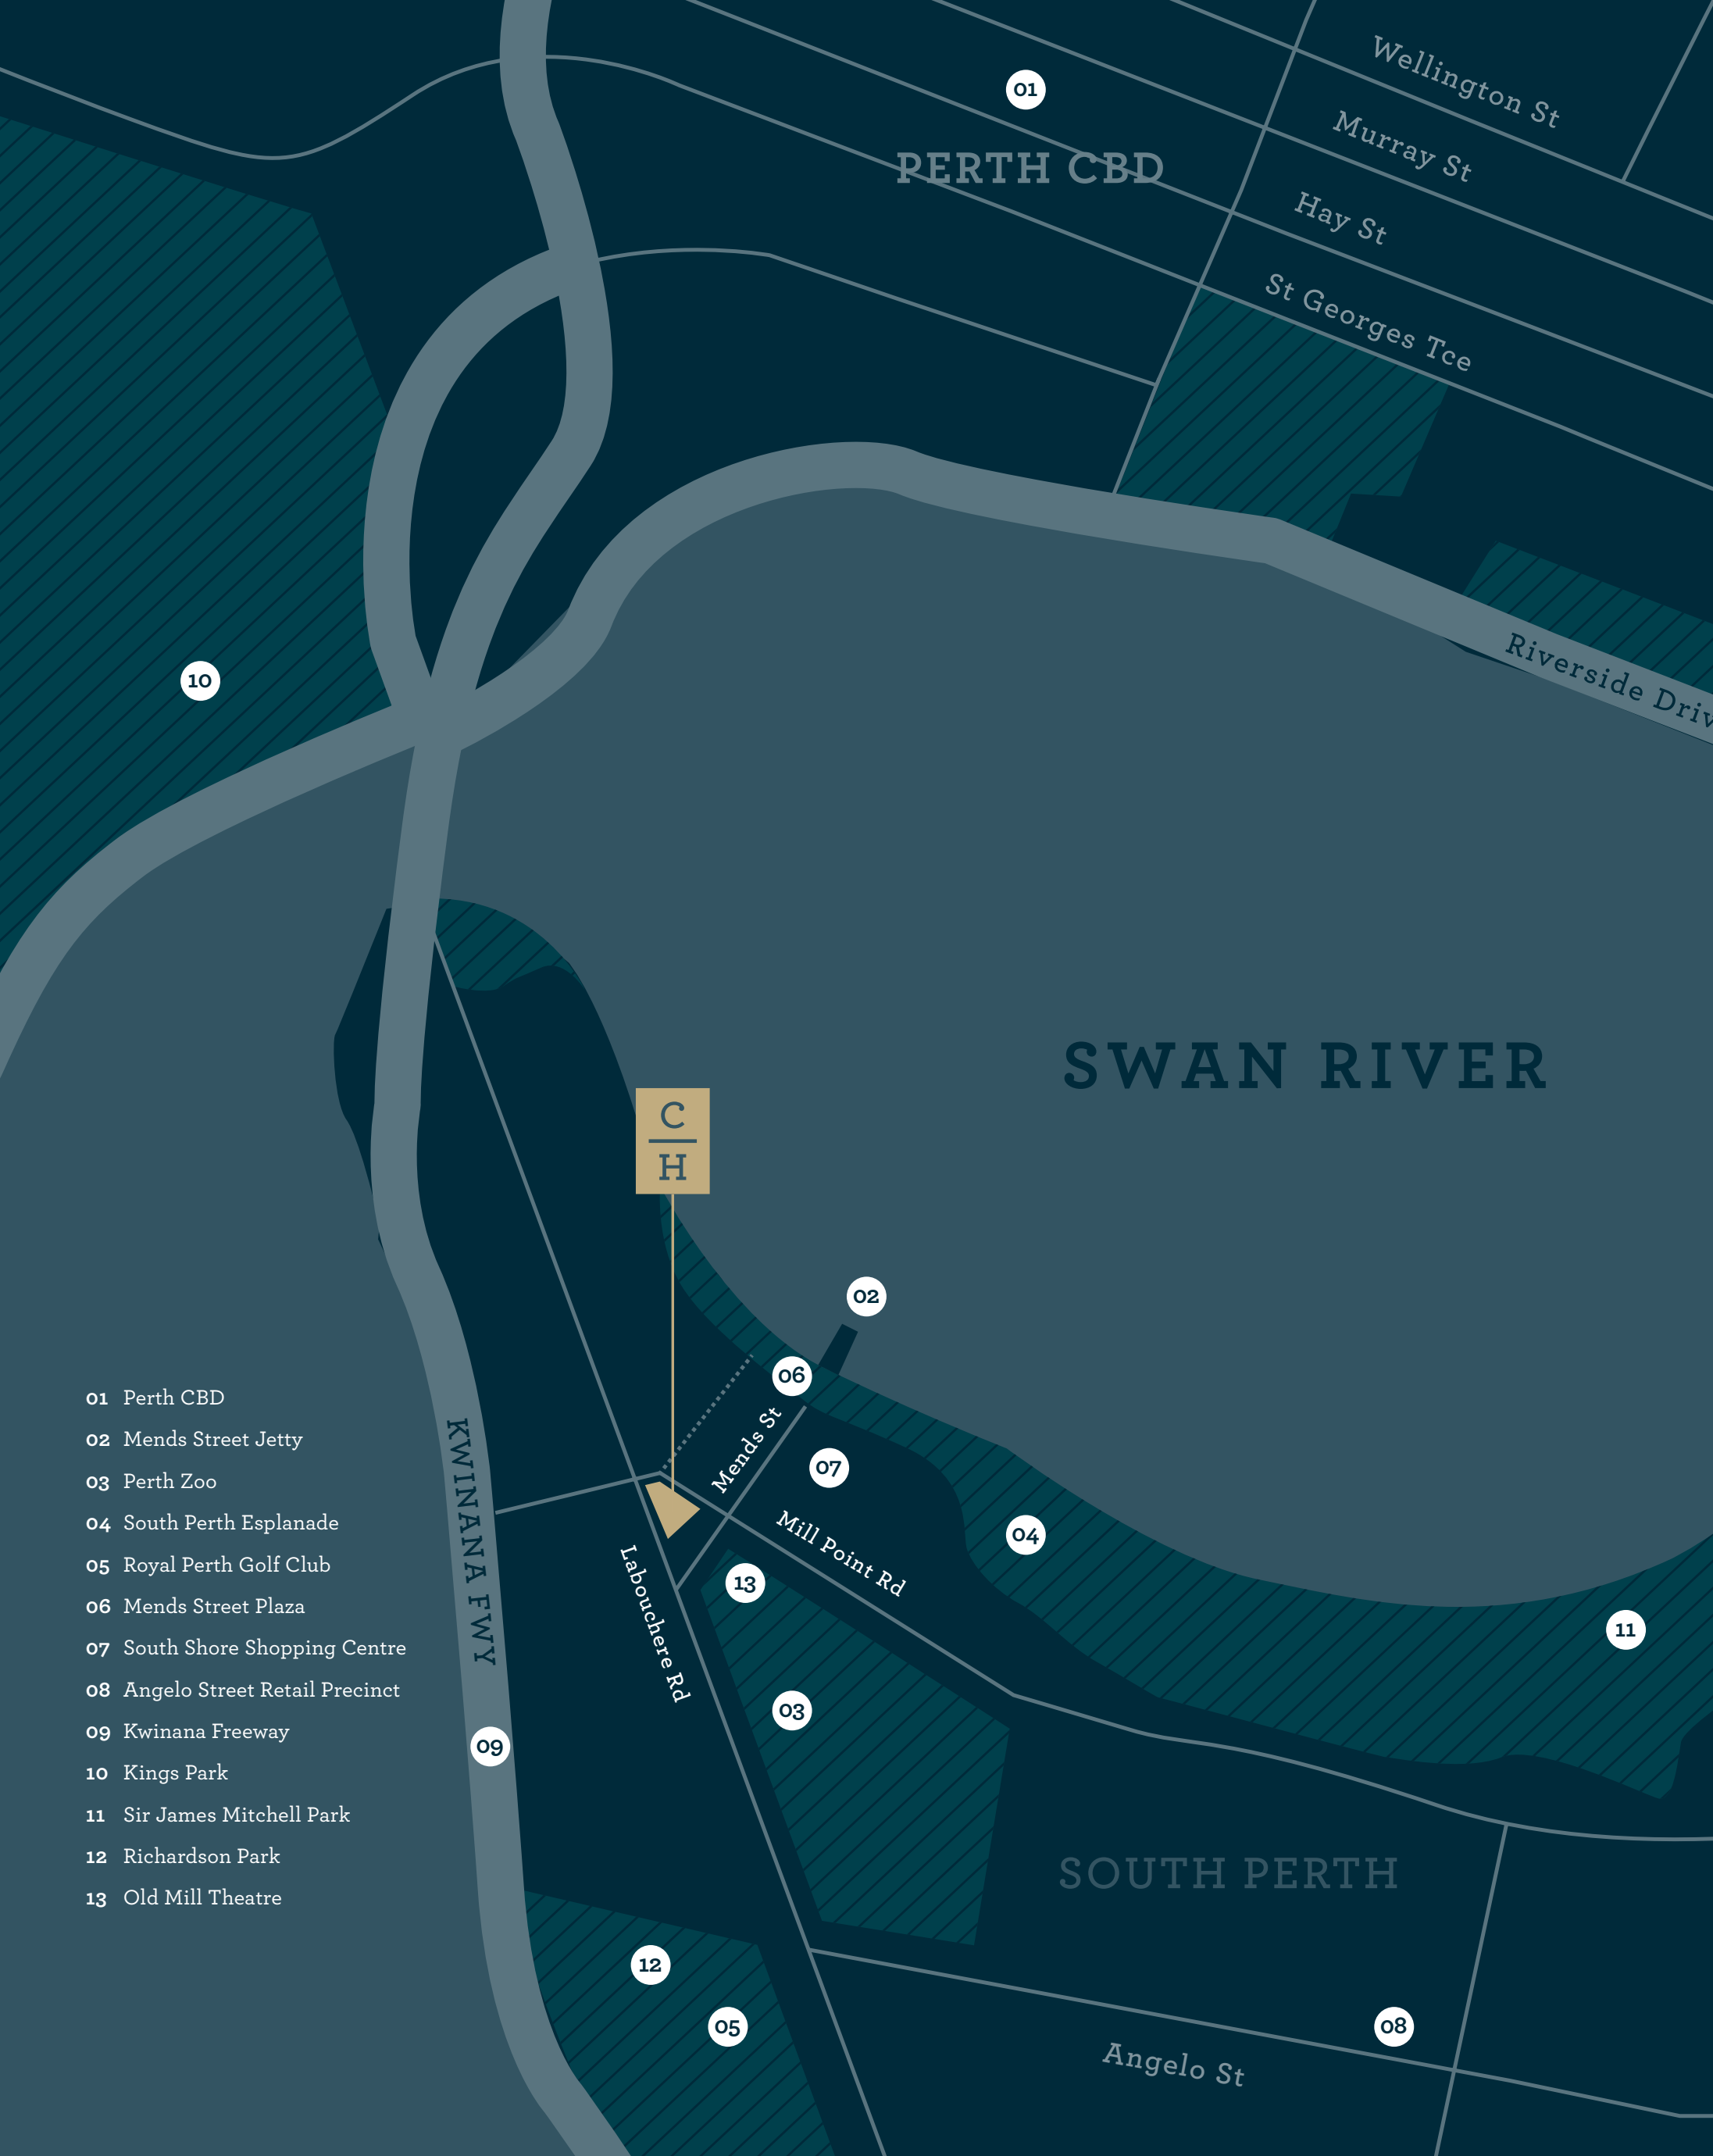 Wellington St
01
Murray St
PERTH CBD
Hay St
St Georges Tce
10
Riverside Driv
SWAN RIVER
C
H
02
06
Mends St
07
Mill Point Rd
04
13
Labouchere Rd
11
03
KWINANA FWY
09
01 Perth CBD
02 Mends Street Jetty
03 Perth Zoo
04 South Perth Esplanade
05 Royal Perth Golf Club
06 Mends Street Plaza
07 South Shore Shopping Centre
08 Angelo Street Retail Precinct
09 Kwinana Freeway
10 Kings Park
11 Sir James Mitchell Park
12 Richardson Park
13 Old Mill Theatre
SOUTH PERTH
12
05
08
Angelo St